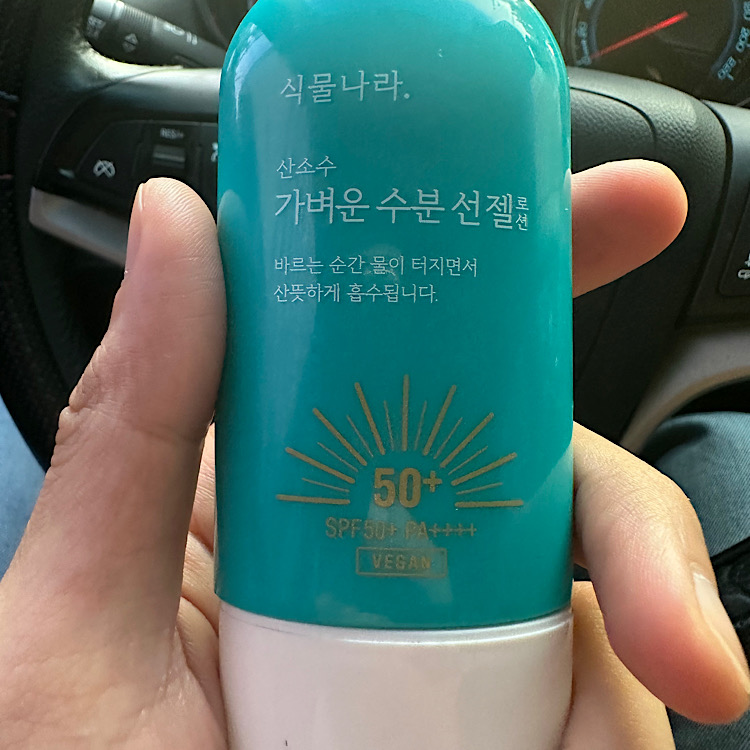 식물나라.
산소수
가벼운 수분 선젤로션
바르는 순간 물이 터지면서
산뜻하게 흡수됩니다.
50+
SPF50+ PA++++
VEGAN
RES/+